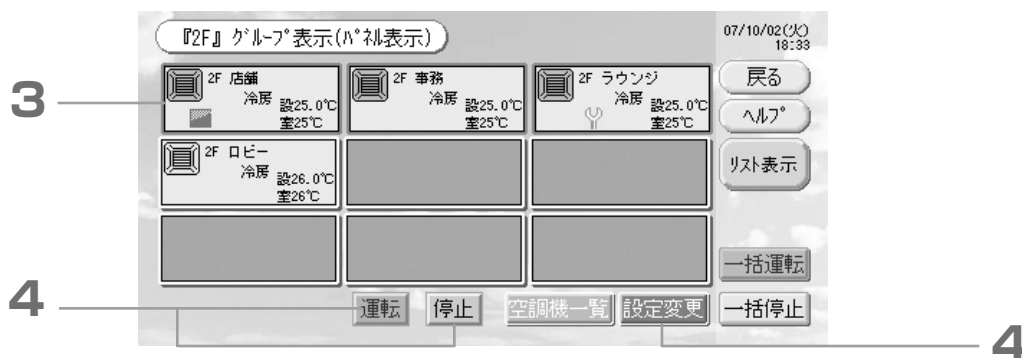 『2F』 ｸﾞﾙｰﾌﾟ表示(ﾊﾟﾈﾙ表示)
07/10/02(火)
18:33
3
2F 店舗
冷房 設25.0℃
室25℃
2F 事務
冷房 設25.0℃
室25℃
2F ラウンジ
冷房 設25.0℃
室25℃
戻る
ﾍﾙﾌﾟ
ﾘｽﾄ表示
2F ロビー
冷房 設26.0℃
室26℃
一括運転
4
運転
停止
空調機一覧
設定変更
一括停止
4